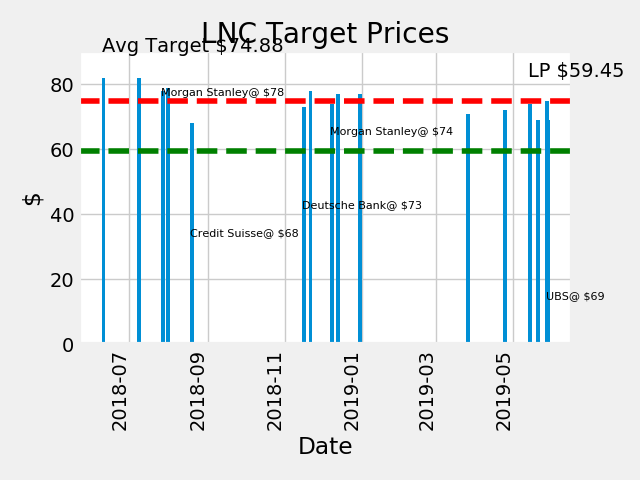 LNC Target Prices
Avg Target $74.88
LP $59.45
Morgan Stanley@ $78
Morgan Stanley@ $74
Deutsche Bank@ $73
Credit Suisse@ $68
UBS@ $69
$
80
60
40
20
0
2018-07
2018-09
2018-11
2019-01
2019-03
2019-05
Date